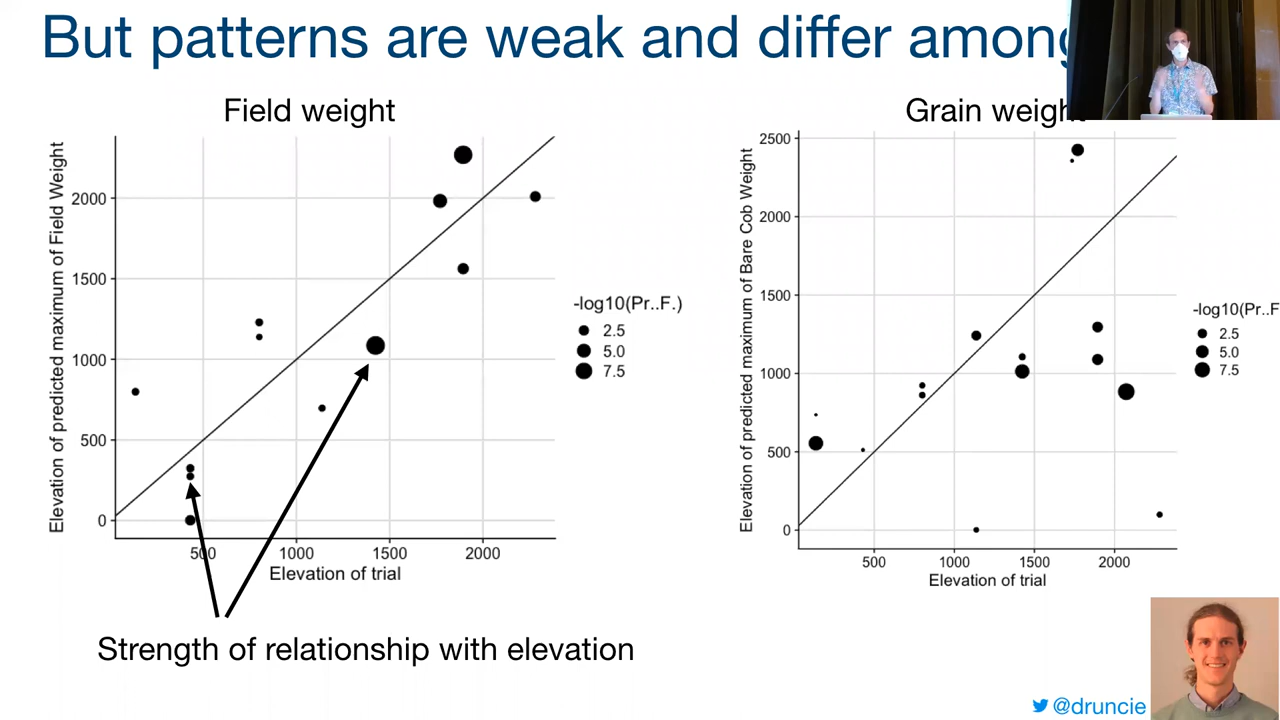 But patterns are weak and differ among
Field weight
Elevation of predicted maximum of Field Weight
2000
1500
1000
500
0
500
1000
1500
2000
Elevation of trial
-log10(Pr..F.)
2.5
5.0
7.5
Strength of relationship with elevation
Grain weight
Elevation of predicted maximum of Bare Cob Weight
2500
2000
1500
1000
500
0
500
1000
1500
2000
Elevation of trial
-log10(Pr..F
2.5
5.0
7.5
@druncie